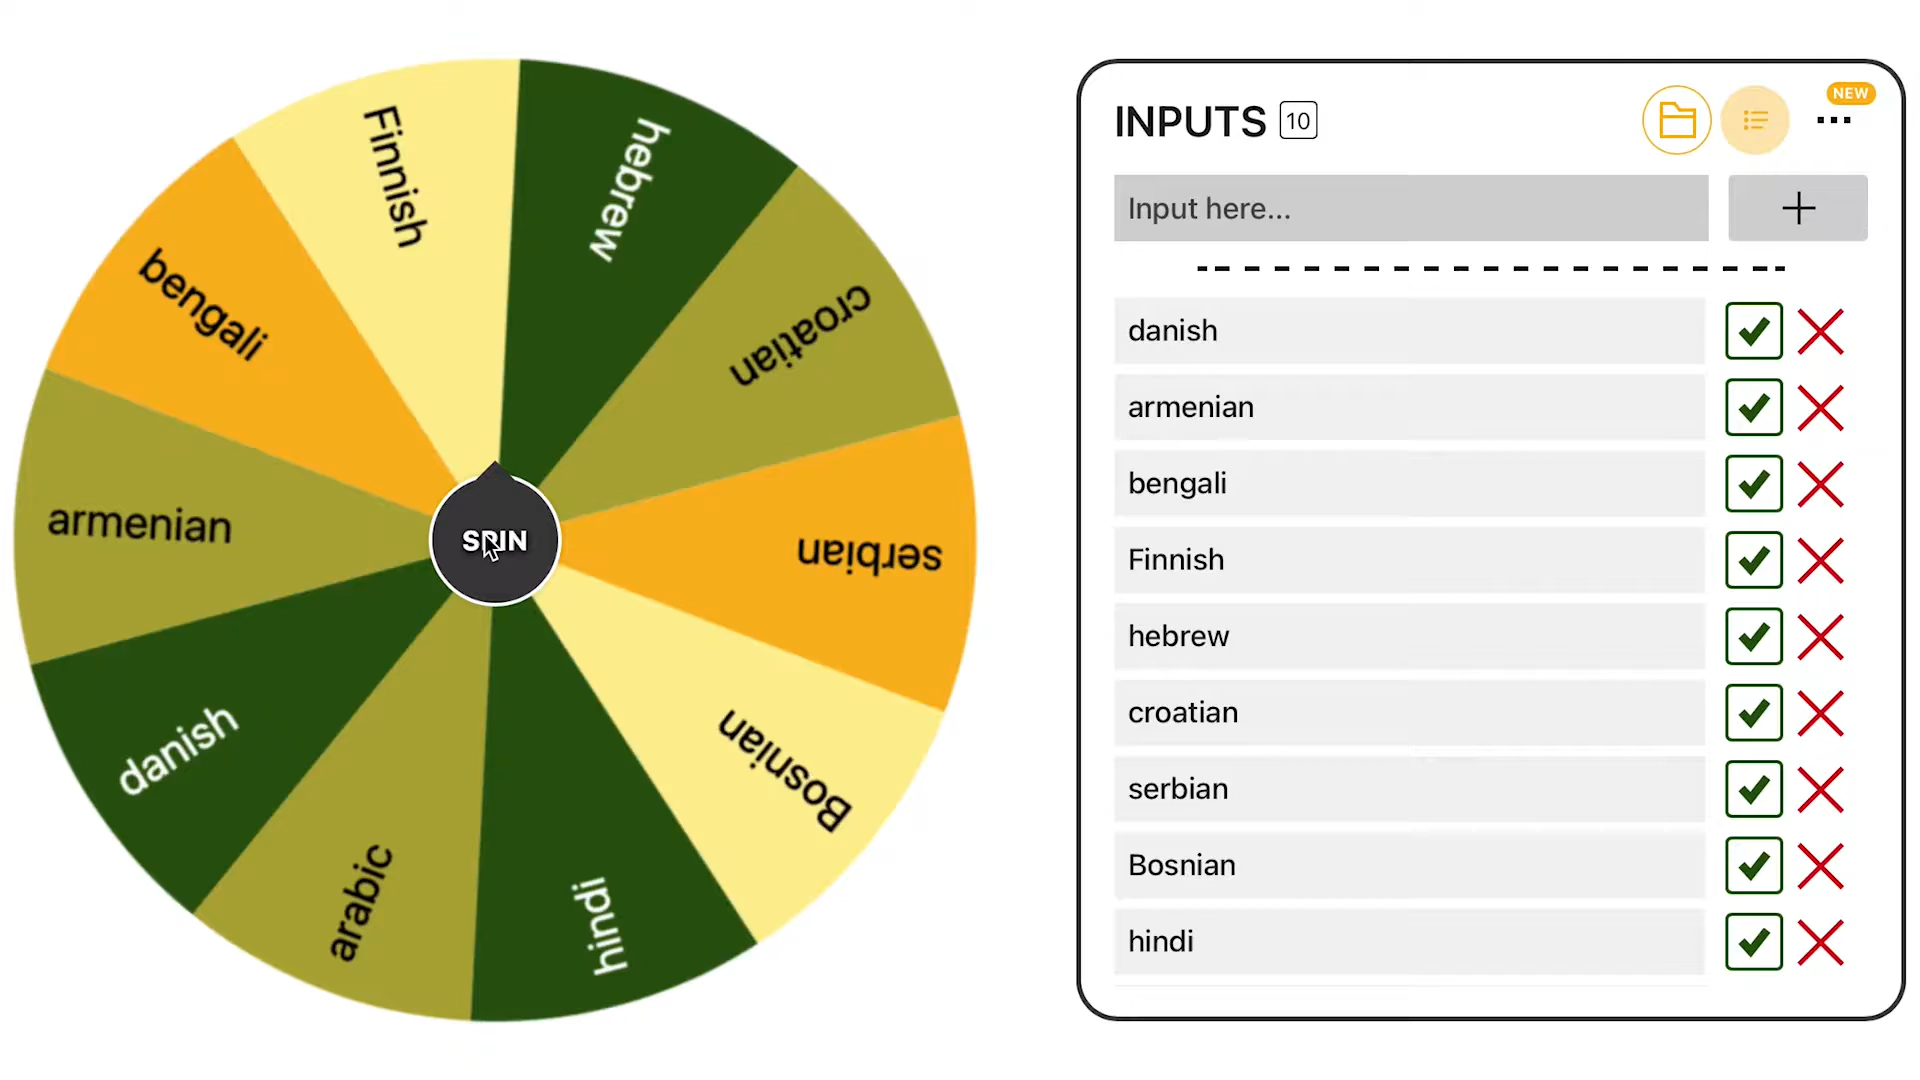 Finnish
hebrew
bengali
croatian
armenian
SPIN
serbian
danish
Bosnian
arabic
hindi
INPUTS 10
NEW
Input here...
danish
armenian
bengali
Finnish
hebrew
croatian
serbian
Bosnian
hindi